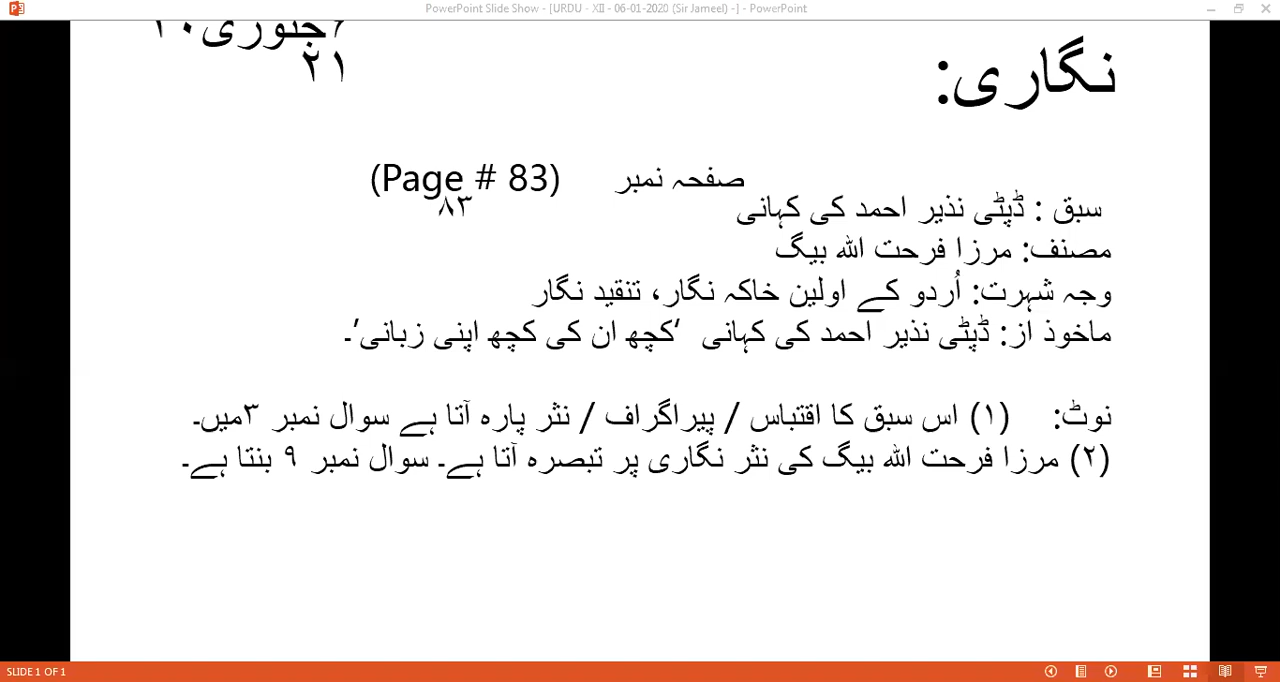 PowerPoint Slide Show - [URDU - XII - 06-01-2020 (Sir Jameel) -] - PowerPoint
جنوری
۲۱
نگاری:
صفحہ نمبر (Page # 83)
۸۳
سبق : ڈپٹی نذیر احمد کی کہانی
مصنف: مرزا فرحت اللہ بیگ
وجہ شہرت: اُردو کے اولین خاکہ نگار، تنقید نگار
ماخوذ از: ڈپٹی نذیر احمد کی کہانی ’کچھ ان کی کچھ اپنی زبانی’۔
نوٹ: (۱) اس سبق کا اقتباس / پیراگراف / نثر پارہ آتا ہے سوال نمبر ۳میں۔
(۲) مرزا فرحت اللہ بیگ کی نثر نگاری پر تبصرہ آتا ہے۔ سوال نمبر ۹ بنتا ہے۔
SLIDE 1 OF 1